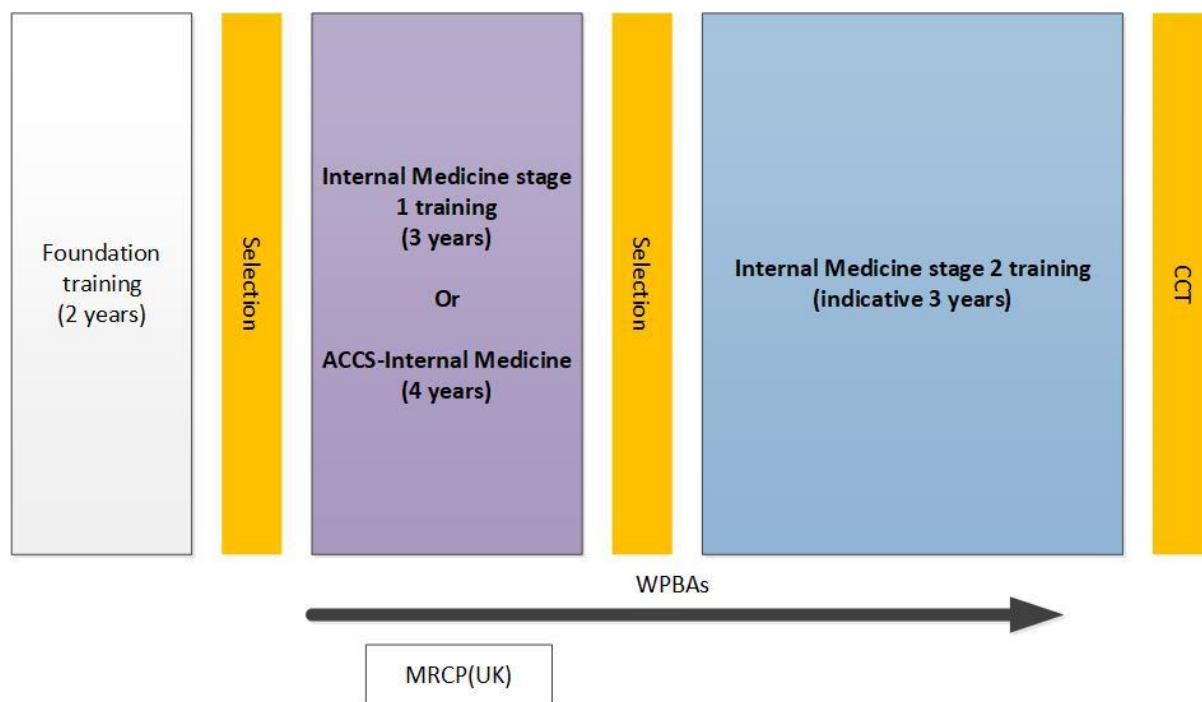 Foundation
training
(2 years)
Selection
Internal Medicine stage
1 training
(3 years)
Or
ACCS-Internal Medicine
(4 years)
Selection
Internal Medicine stage 2 training
(indicative 3 years)
CCT
WPBAs
MRCP(UK)